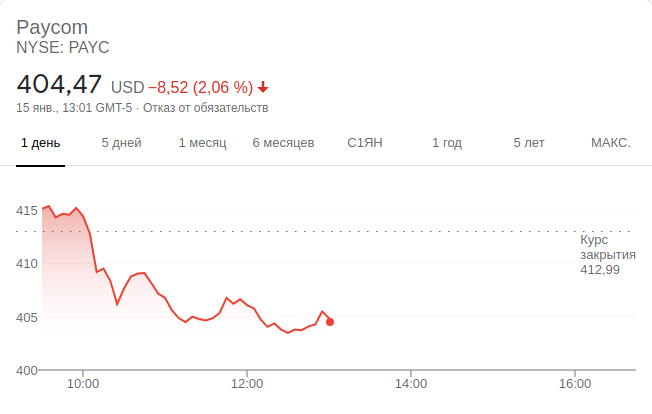 Paycom
NYSE: PAYC
404,47 USD −8,52 (2,06 %)
15 янв., 13:01 GMT-5 · Отказ от обязательств
1 день 5 дней 1 месяц 6 месяцев С1ЯН 1 год 5 лет МАКС.
415
Курс
закрытия
412,99
410
405
400
10:00 12:00 14:00 16:00